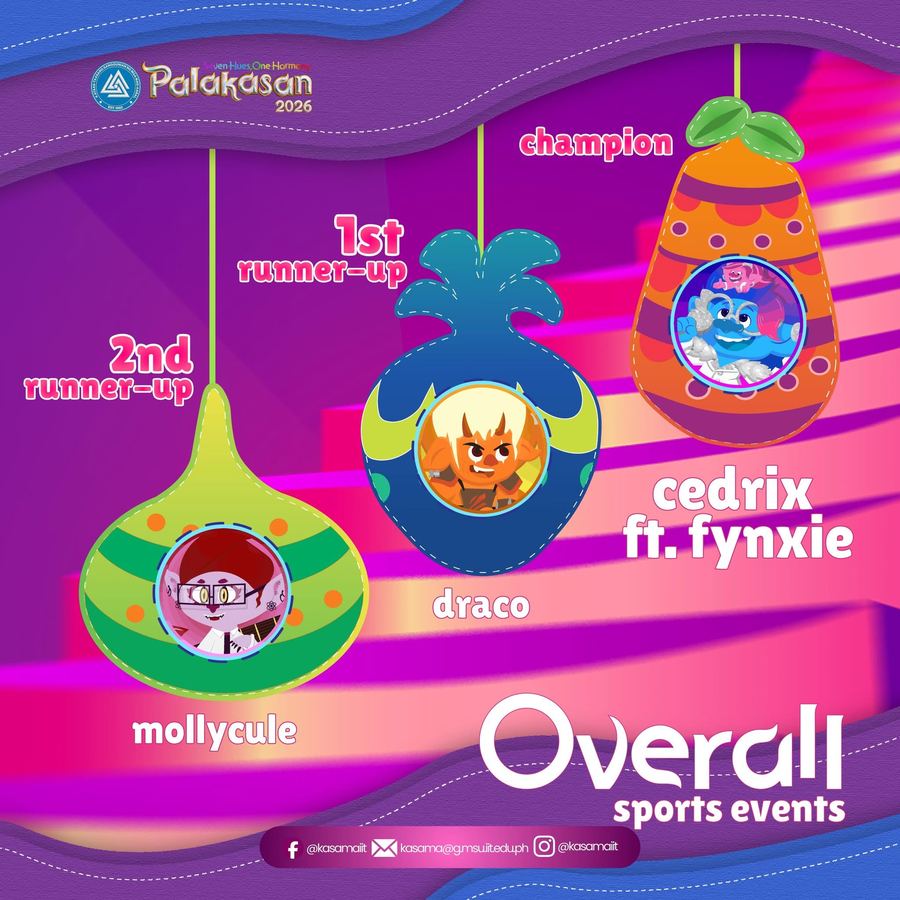 Seven Hues, One Harmony
Palakasan
2026
champion
1st
runner-up
2nd
runner-up
cedrix
ft. fynxie
draco
mollycule
Overall
sports events
@kasamaiit
kasama@g.msuiit.edu.ph
@kasamaiit